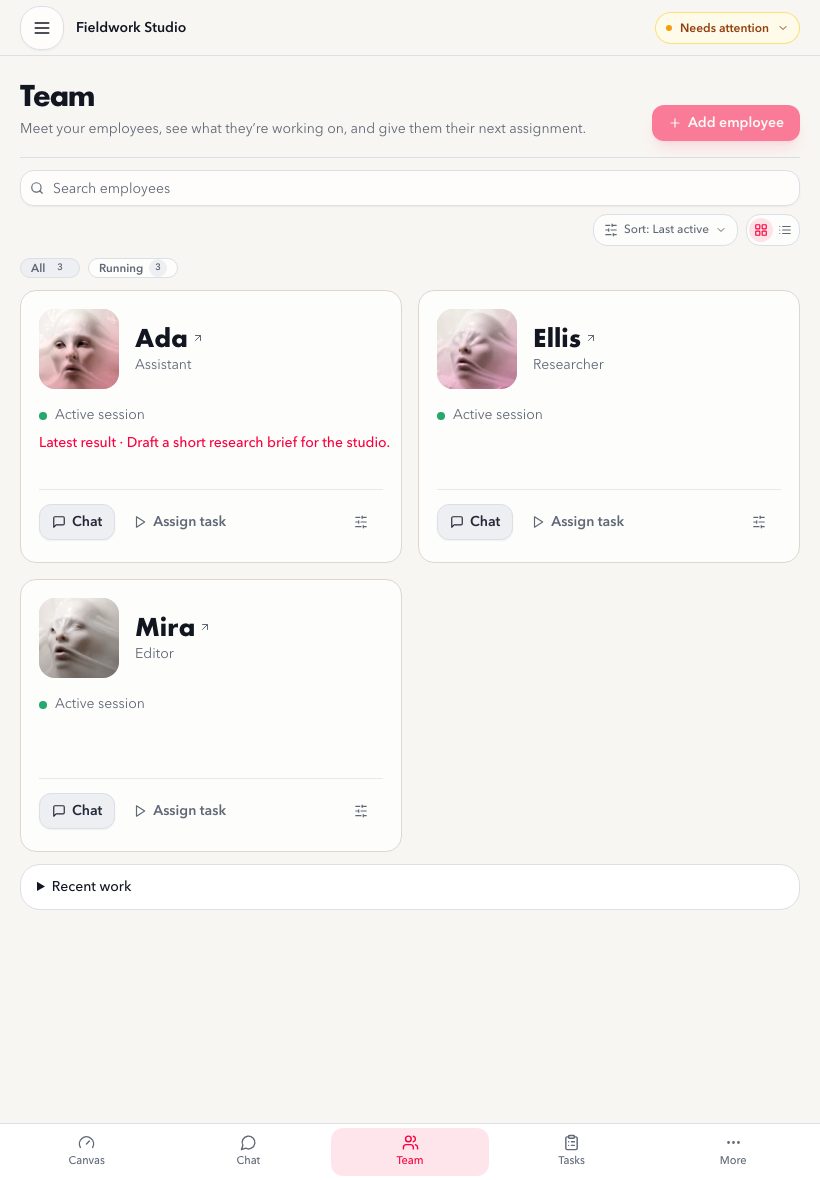 Fieldwork Studio
Needs attention
Team
Meet your employees, see what they’re working on, and give them their next assignment.
Add employee
Search employees
Sort: Last active
All 3
Running 3
Ada
Assistant
Active session
Latest result · Draft a short research brief for the studio.
Chat
Assign task
Ellis
Researcher
Active session
Chat
Assign task
Mira
Editor
Active session
Chat
Assign task
Recent work
Canvas
Chat
Team
Tasks
More